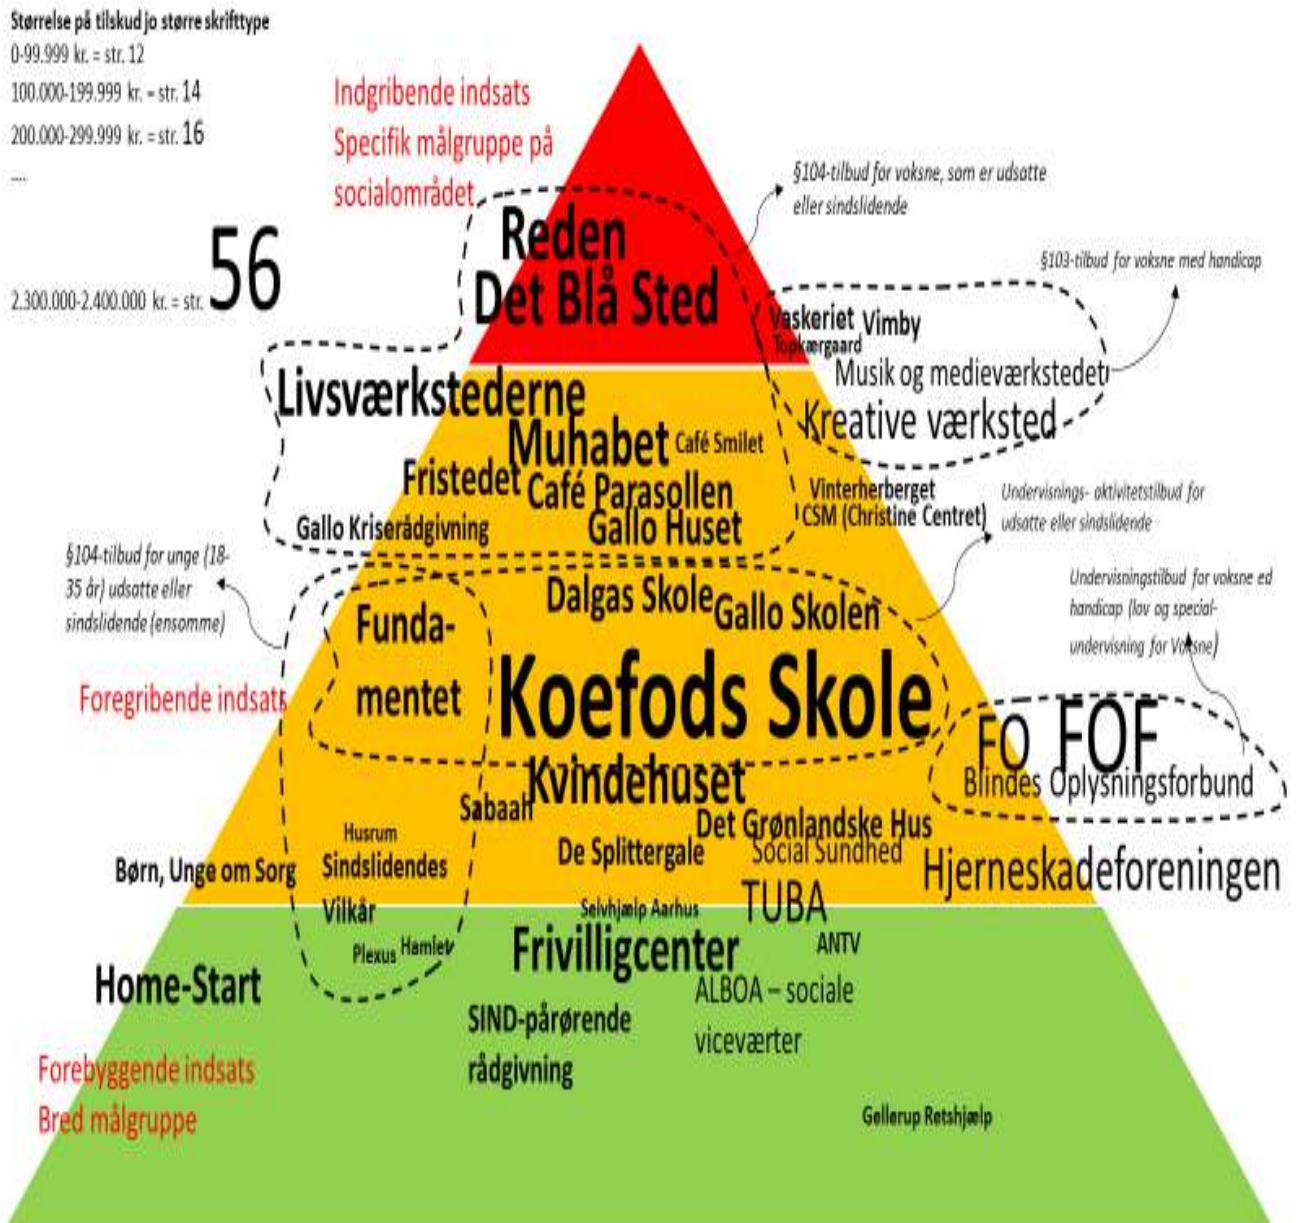 Størrelse på tilskud jo større skrifttype
0-99.999 kr. = str. 12
100.000-199.999 kr. = str. 14
200.000-299.999 kr. = str. 16
....
2.300.000-2.400.000 kr. = str. 56
Indgribende indsats
Specifik målgruppe på
socialområdet
§104-tilbud for voksne, som er udsatte
eller sindslidende
§103-tilbud for voksne med handicap
Reden
Det Blå Sted
Vaskeriet Vimby
Topkærgaard
Musik og medieværkstedet
Kreative værksted
Livsværkstederne
Muhabet Café Smilet
Fristedet Café Parasollen
Gallo Kriserådgivning Gallo Huset
Vinterherberget
CSM (Christine Centret)
Undervisnings- aktivitetstilbud for
udsatte eller sindslidende
§104-tilbud for unge (18-
35 år) udsatte eller
sindslidende (ensomme)
Undervisningstilbud for voksne ed
handicap (lov og special-
undervisning for Voksne)
Foregribende indsats
Dalgas Skole Gallo Skolen
Funda-
mentet
Koefods Skole
FO FOF
Blindes Oplysningsforbund
Kvindehuset
Sabaah
Det Grønlandske Hus
Husrum
De Splittergale Social Sundhed
Børn, Unge om Sorg
Sindslidendes
Vilkår
Hjerneskadeforeningen
TUBA
Selvhjælp Aarhus
Plexus Hamlet
Frivilligcenter
ANTV
Home-Start
ALBOA – sociale
viceværter
SIND-pårørende
rådgivning
Forebyggende indsats
Bred målgruppe
Gellerup Retshjælp